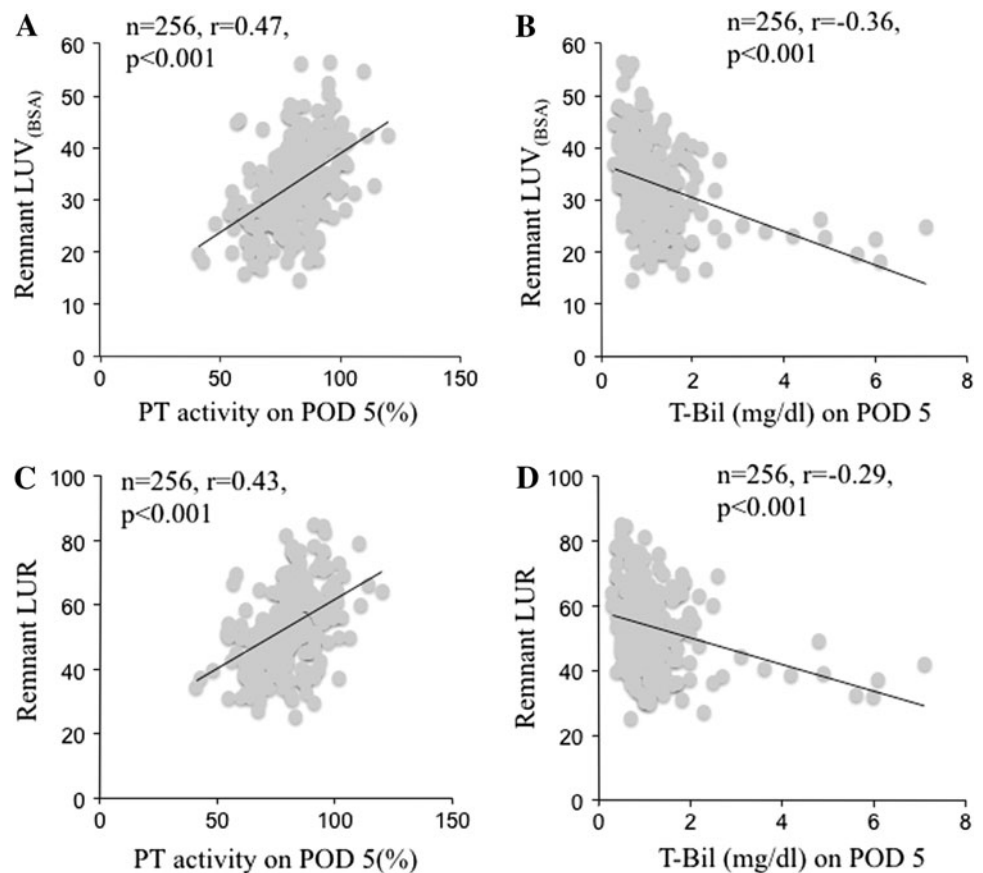 A
n=256, r=0.47,
p<0.001
60
50
40
30
20
10
0
0 50 100 150
Remnant LUV(BSA)
PT activity on POD 5(%)
B
n=256, r=-0.36,
p<0.001
60
50
40
30
20
10
0
0 2 4 6 8
Remnant LUV(BSA)
T-Bil (mg/dl) on POD 5
C
n=256, r=0.43,
p<0.001
100
80
60
40
20
0
0 50 100 150
Remnant LUR
PT activity on POD 5(%)
D
n=256, r=-0.29,
p<0.001
100
80
60
40
20
0
0 2 4 6 8
Remnant LUR
T-Bil (mg/dl) on POD 5